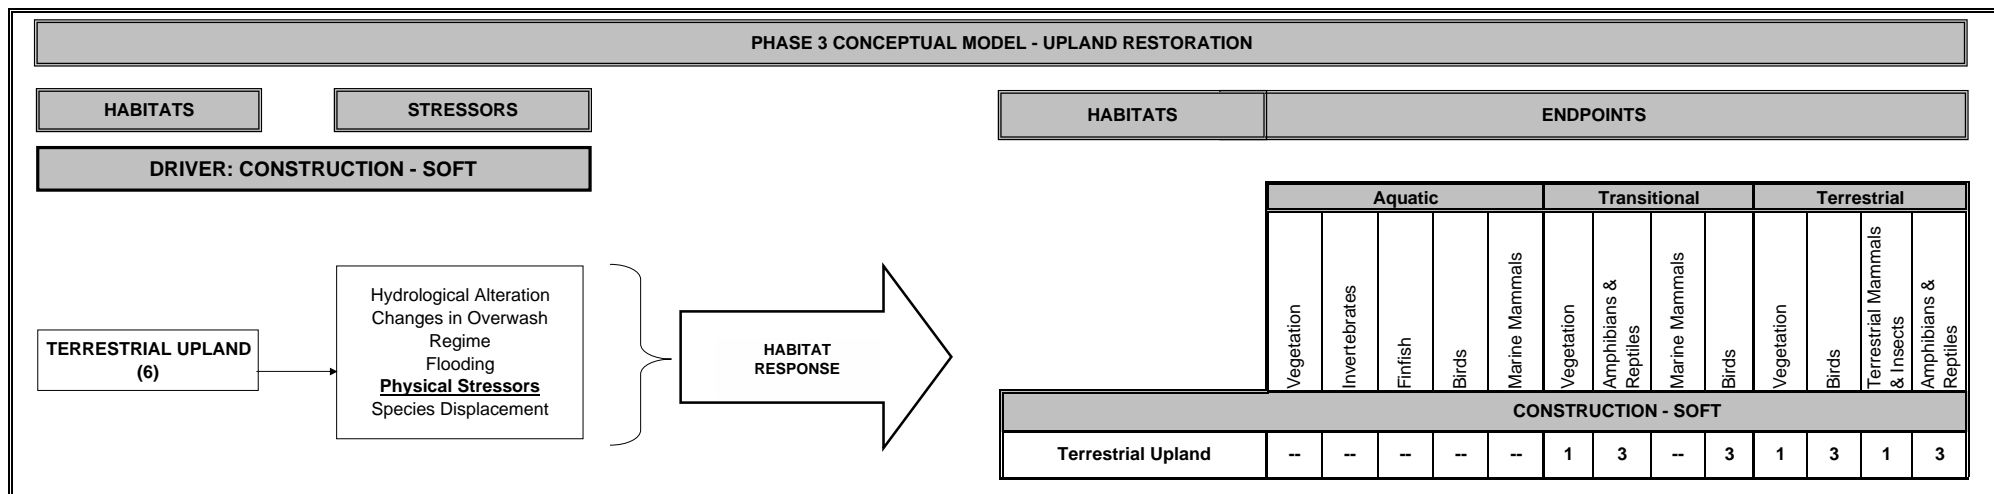 PHASE 3 CONCEPTUAL MODEL - UPLAND RESTORATION
HABITATS
STRESSORS
DRIVER: CONSTRUCTION - SOFT
TERRESTRIAL UPLAND
(6)
Hydrological Alteration
Changes in Overwash
Regime
Flooding
Physical Stressors
Species Displacement
HABITAT
RESPONSE
HABITATS
ENDPOINTS
Aquatic
Transitional
Terrestrial
Vegetation
Invertebrates
Finfish
Birds
Marine Mammals
Vegetation
Amphibians &
Reptiles
Marine Mammals
Birds
Vegetation
Birds
Terrestrial Mammals
& Insects
Amphibians &
Reptiles
CONSTRUCTION - SOFT
Terrestrial Upland -- -- -- -- -- 1 3 -- 3 1 3 1 3